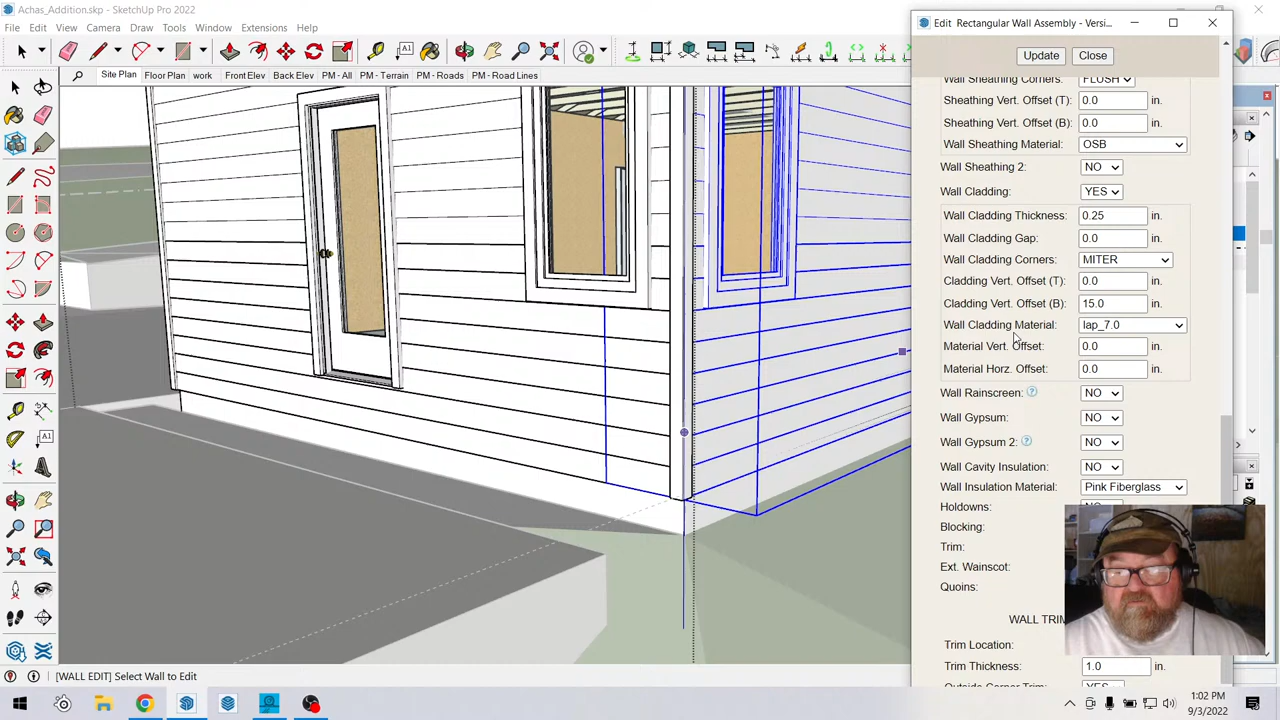 Achas_Addition.skp - SketchUp Pro 2022
File Edit View Camera Draw Tools Window Extensions Help
Site Plan Floor Plan work Front Elev Back Elev PM - All PM - Terrain PM - Roads PM - Road Lines
Edit Rectangular Wall Assembly - Versi...
Update Close
Wall Sheathing Corners: FLUSH
Sheathing Vert. Offset (T): 0.0 in.
Sheathing Vert. Offset (B): 0.0 in.
Wall Sheathing Material: OSB
Wall Sheathing 2: NO
Wall Cladding: YES
Wall Cladding Thickness: 0.25 in.
Wall Cladding Gap: 0.0 in.
Wall Cladding Corners: MITER
Cladding Vert. Offset (T): 0.0 in.
Cladding Vert. Offset (B): 15.0 in.
Wall Cladding Material: lap_7.0
Material Vert. Offset: 0.0 in.
Material Horz. Offset: 0.0 in.
Wall Rainscreen: ? NO
Wall Gypsum: NO
Wall Gypsum 2: ? NO
Wall Cavity Insulation: NO
Wall Insulation Material: Pink Fiberglass
Holdowns:
Blocking:
Trim:
Ext. Wainscot:
Quoins:
WALL TRIM
Trim Location:
Trim Thickness: 1.0 in.
Outside Corner Trim: YES
[WALL EDIT] Select Wall to Edit
1:02 PM
9/3/2022